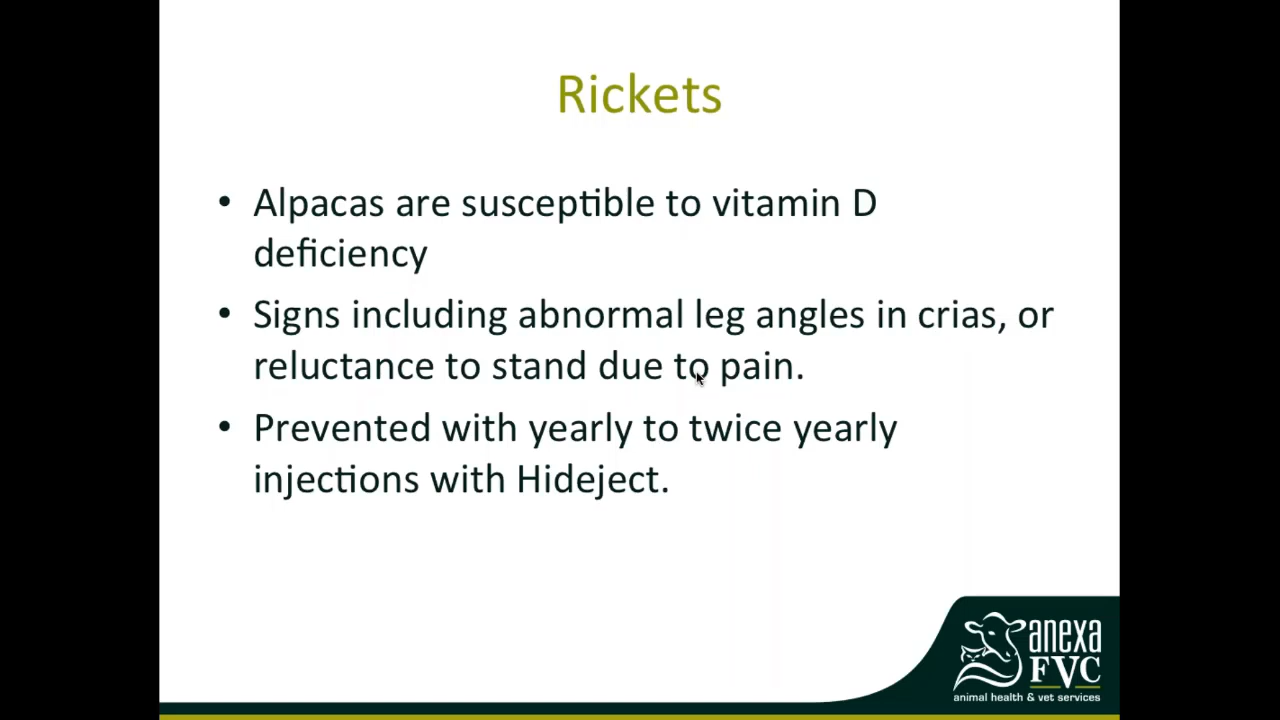 Rickets
• Alpacas are susceptible to vitamin D
deficiency
• Signs including abnormal leg angles in crias, or
reluctance to stand due to pain.
• Prevented with yearly to twice yearly
injections with Hideject.
anexa
FVC
animal health & vet services